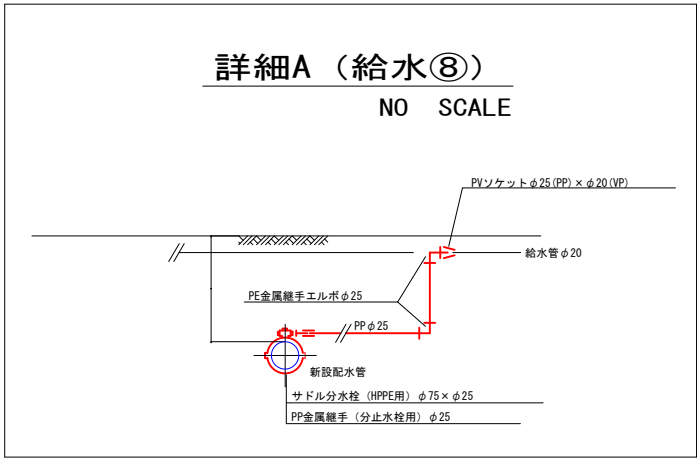 詳細A（給水⑧）
NO SCALE
PVソケットφ25(PP)×φ20(VP)
給水管φ20
PE金属継手エルボφ25
PPφ25
新設配水管
サドル分水栓（HPPE用）φ75×φ25
PP金属継手（分止水栓用）φ25